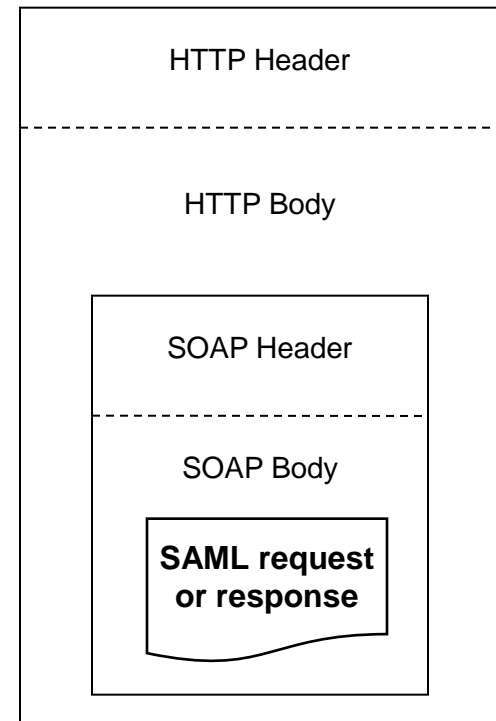 HTTP Header
HTTP Body
SOAP Header
SOAP Body
SAML request
or response